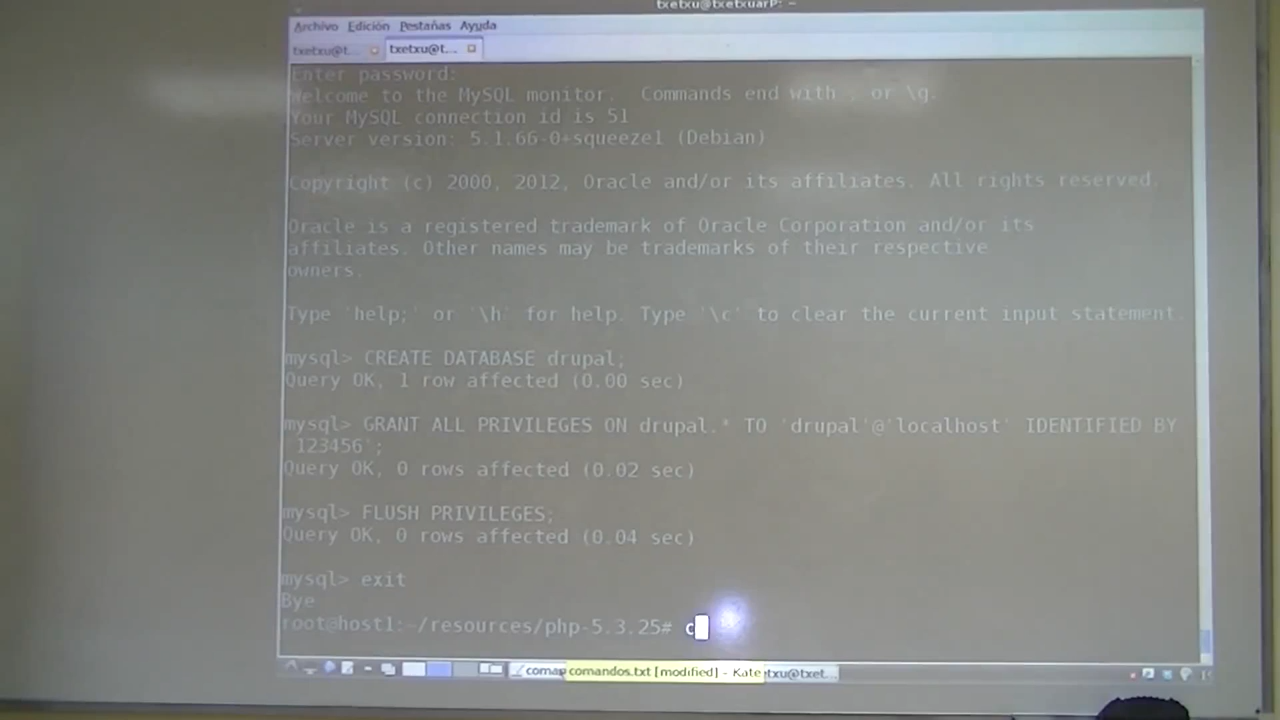 txetxu@txetxuarP: ~
Archivo Edición Pestañas Ayuda
txetxu@t... txetxu@t...
Enter password:
Welcome to the MySQL monitor. Commands end with ; or \g.
Your MySQL connection id is 51
Server version: 5.1.66-0+squeeze1 (Debian)
Copyright (c) 2000, 2012, Oracle and/or its affiliates. All rights reserved.
Oracle is a registered trademark of Oracle Corporation and/or its
affiliates. Other names may be trademarks of their respective
owners.
Type 'help;' or '\h' for help. Type '\c' to clear the current input statement.
mysql> CREATE DATABASE drupal;
Query OK, 1 row affected (0.00 sec)
mysql> GRANT ALL PRIVILEGES ON drupal.* TO 'drupal'@'localhost' IDENTIFIED BY
'123456';
Query OK, 0 rows affected (0.02 sec)
mysql> FLUSH PRIVILEGES;
Query OK, 0 rows affected (0.04 sec)
mysql> exit
Bye
root@host1:~/resources/php-5.3.25# c
comandos.txt [modified] - Kate